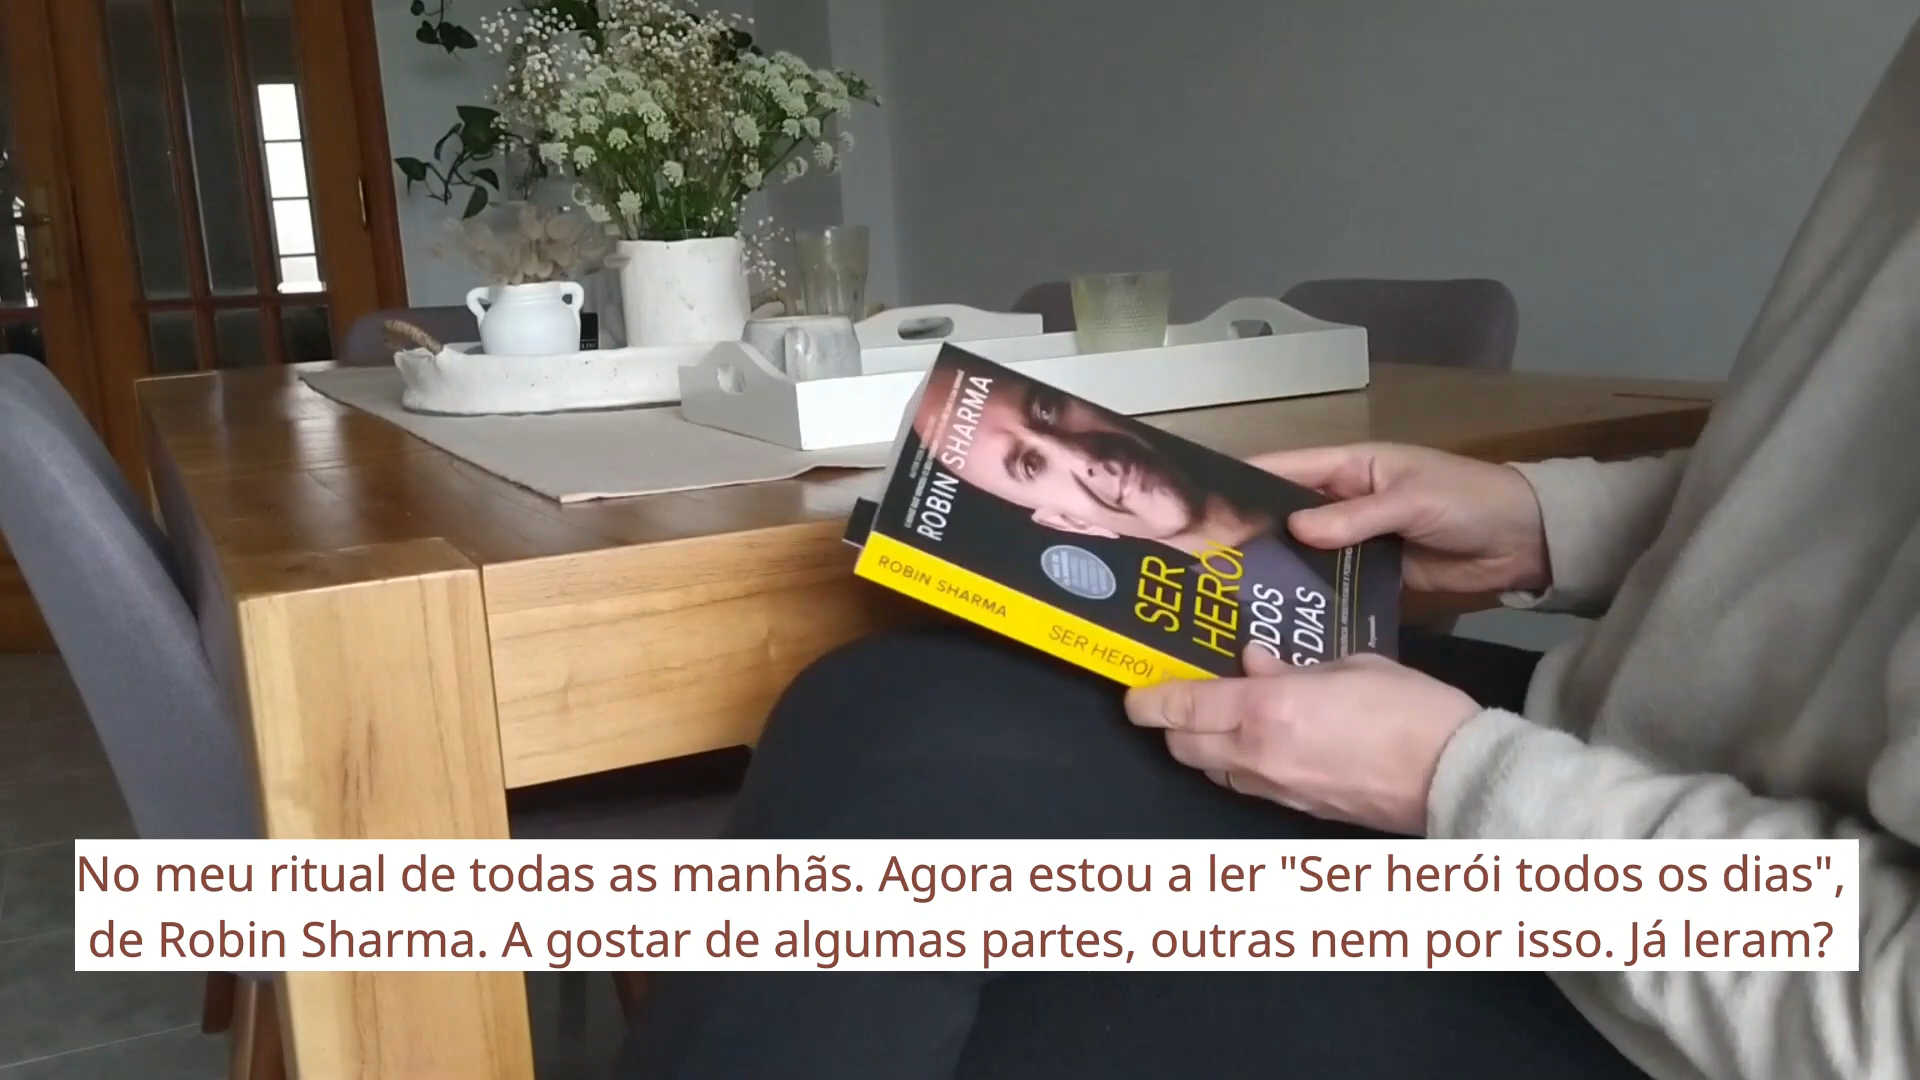 ROBIN SHARMA
SER
HERÓI
ODOS
S DIAS
ROBIN SHARMA
SER HERÓI
No meu ritual de todas as manhãs. Agora estou a ler "Ser herói todos os dias",
de Robin Sharma. A gostar de algumas partes, outras nem por isso. Já leram?